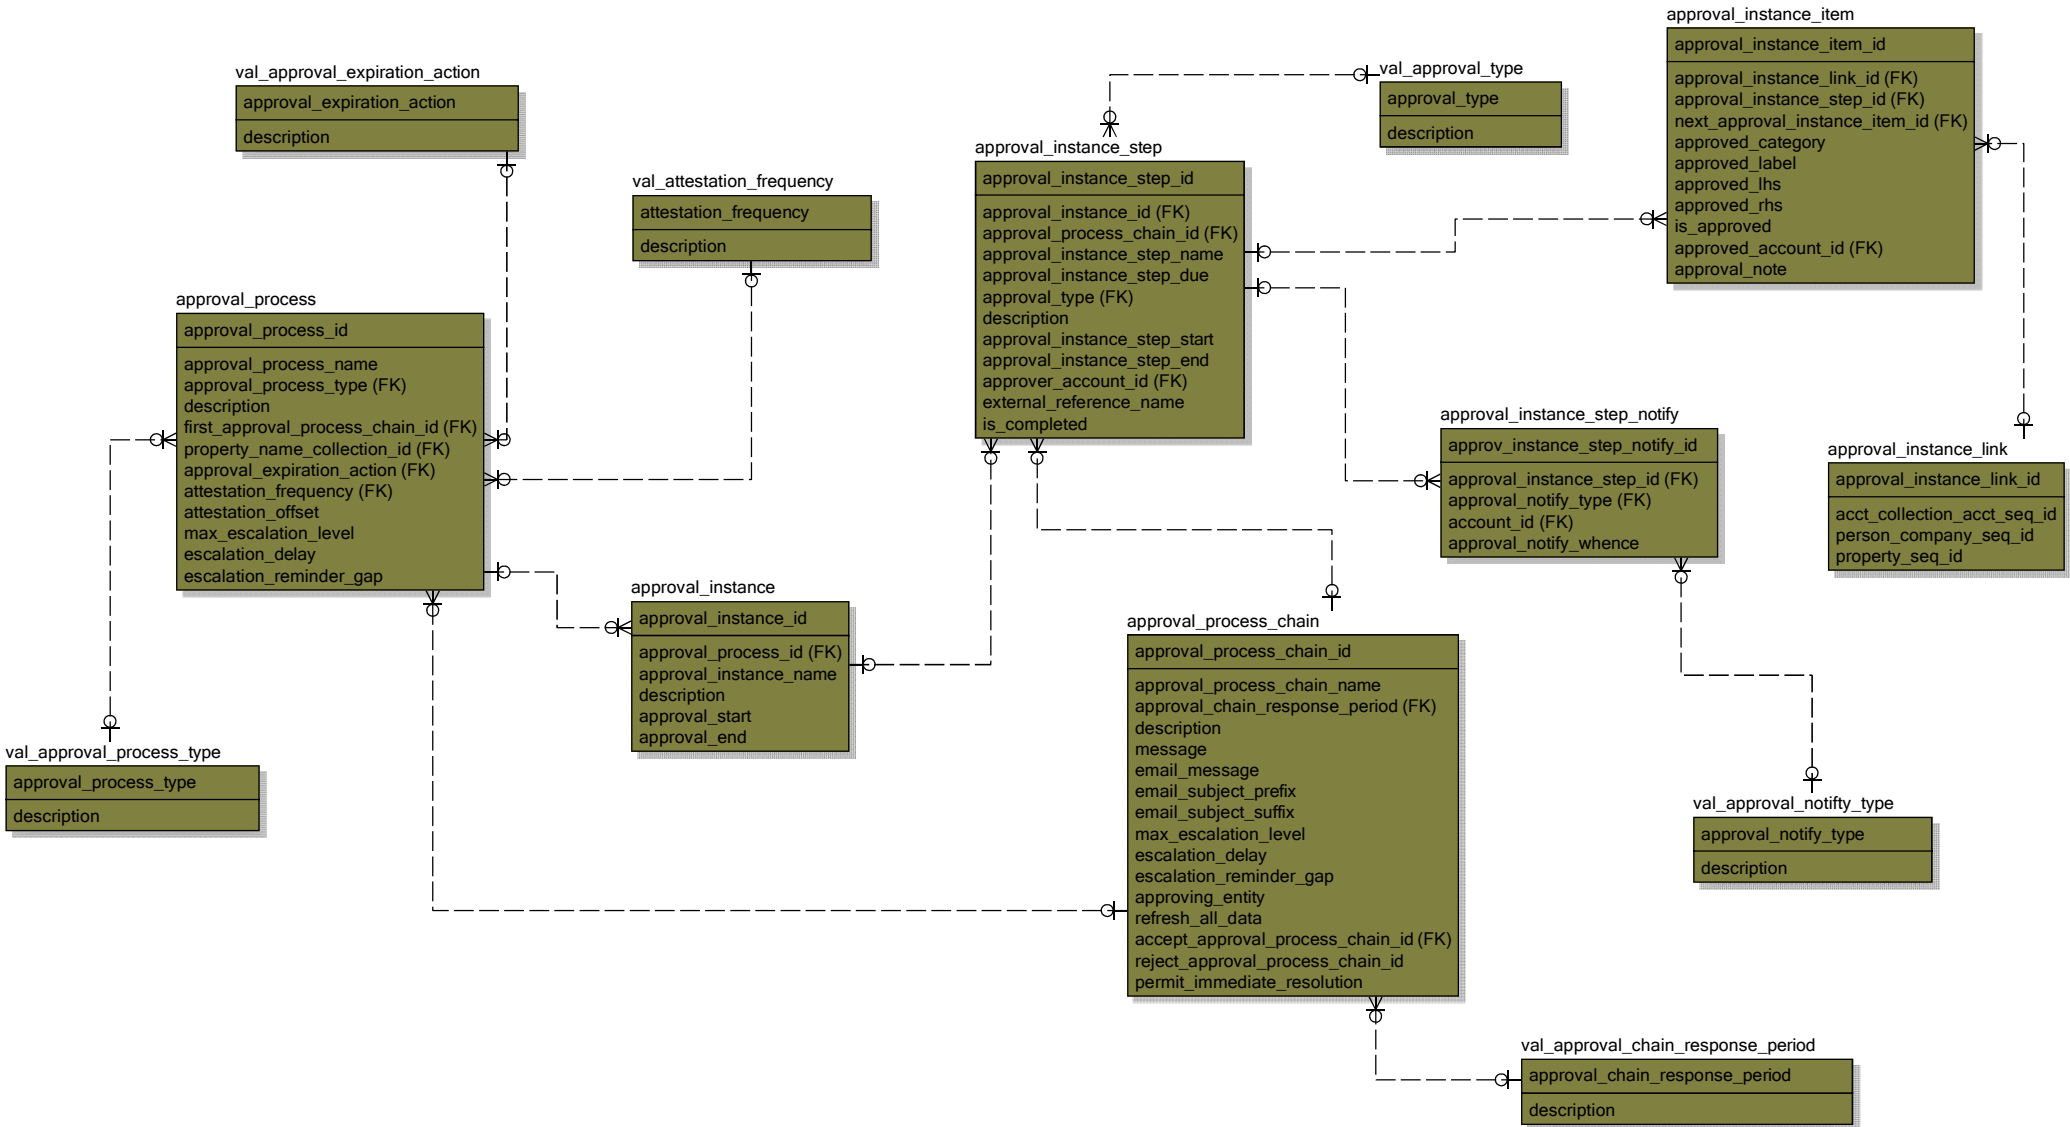 val_approval_expiration_action
approval_expiration_action
description
val_attestation_frequency
attestation_frequency
description
approval_process
approval_process_id
approval_process_name
approval_process_type (FK)
description
first_approval_process_chain_id (FK)
property_name_collection_id (FK)
approval_expiration_action (FK)
attestation_frequency (FK)
attestation_offset
max_escalation_level
escalation_delay
escalation_reminder_gap
val_approval_process_type
approval_process_type
description
approval_instance
approval_instance_id
approval_process_id (FK)
approval_instance_name
description
approval_start
approval_end
val_approval_type
approval_type
description
approval_instance_step
approval_instance_step_id
approval_instance_id (FK)
approval_process_chain_id (FK)
approval_instance_step_name
approval_instance_step_due
approval_type (FK)
description
approval_instance_step_start
approval_instance_step_end
approver_account_id (FK)
external_reference_name
is_completed
approval_instance_item
approval_instance_item_id
approval_instance_link_id (FK)
approval_instance_step_id (FK)
next_approval_instance_item_id (FK)
approved_category
approved_label
approved_lhs
approved_rhs
is_approved
approved_account_id (FK)
approval_note
approval_instance_step_notify
approv_instance_step_notify_id
approval_instance_step_id (FK)
approval_notify_type (FK)
account_id (FK)
approval_notify_whence
approval_instance_link
approval_instance_link_id
acct_collection_acct_seq_id
person_company_seq_id
property_seq_id
approval_process_chain
approval_process_chain_id
approval_process_chain_name
approval_chain_response_period (FK)
description
message
email_message
email_subject_prefix
email_subject_suffix
max_escalation_level
escalation_delay
escalation_reminder_gap
approving_entity
refresh_all_data
accept_approval_process_chain_id (FK)
reject_approval_process_chain_id
permit_immediate_resolution
val_approval_notifty_type
approval_notify_type
description
val_approval_chain_response_period
approval_chain_response_period
description